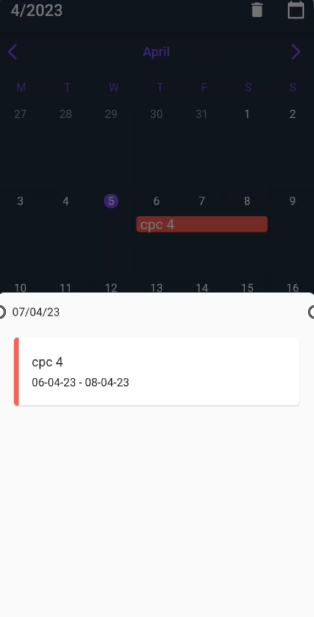 4/2023
April
M T W T F S S
27 28 29 30 31 1 2
3 4 5 6 7 8 9
cpc 4
10 11 12 13 14 15 16
07/04/23
cpc 4
06-04-23 - 08-04-23